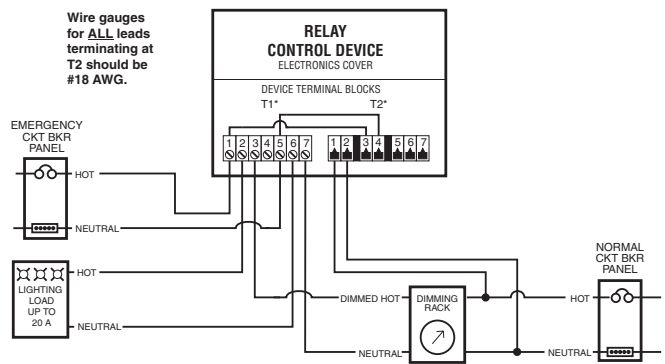 Wire gauges
for ALL leads
terminating at
T2 should be
#18 AWG.
RELAY
CONTROL DEVICE
ELECTRONICS COVER
DEVICE TERMINAL BLOCKS
T1* T2*
1 2 3 4 5 6 7 1 2 3 4 5 6 7
EMERGENCY
CKT BKR
PANEL
HOT
NEUTRAL
LIGHTING
LOAD
UP TO
20 A
HOT
NEUTRAL
DIMMED HOT
NEUTRAL
DIMMING
RACK
HOT
NEUTRAL
NORMAL
CKT BKR
PANEL